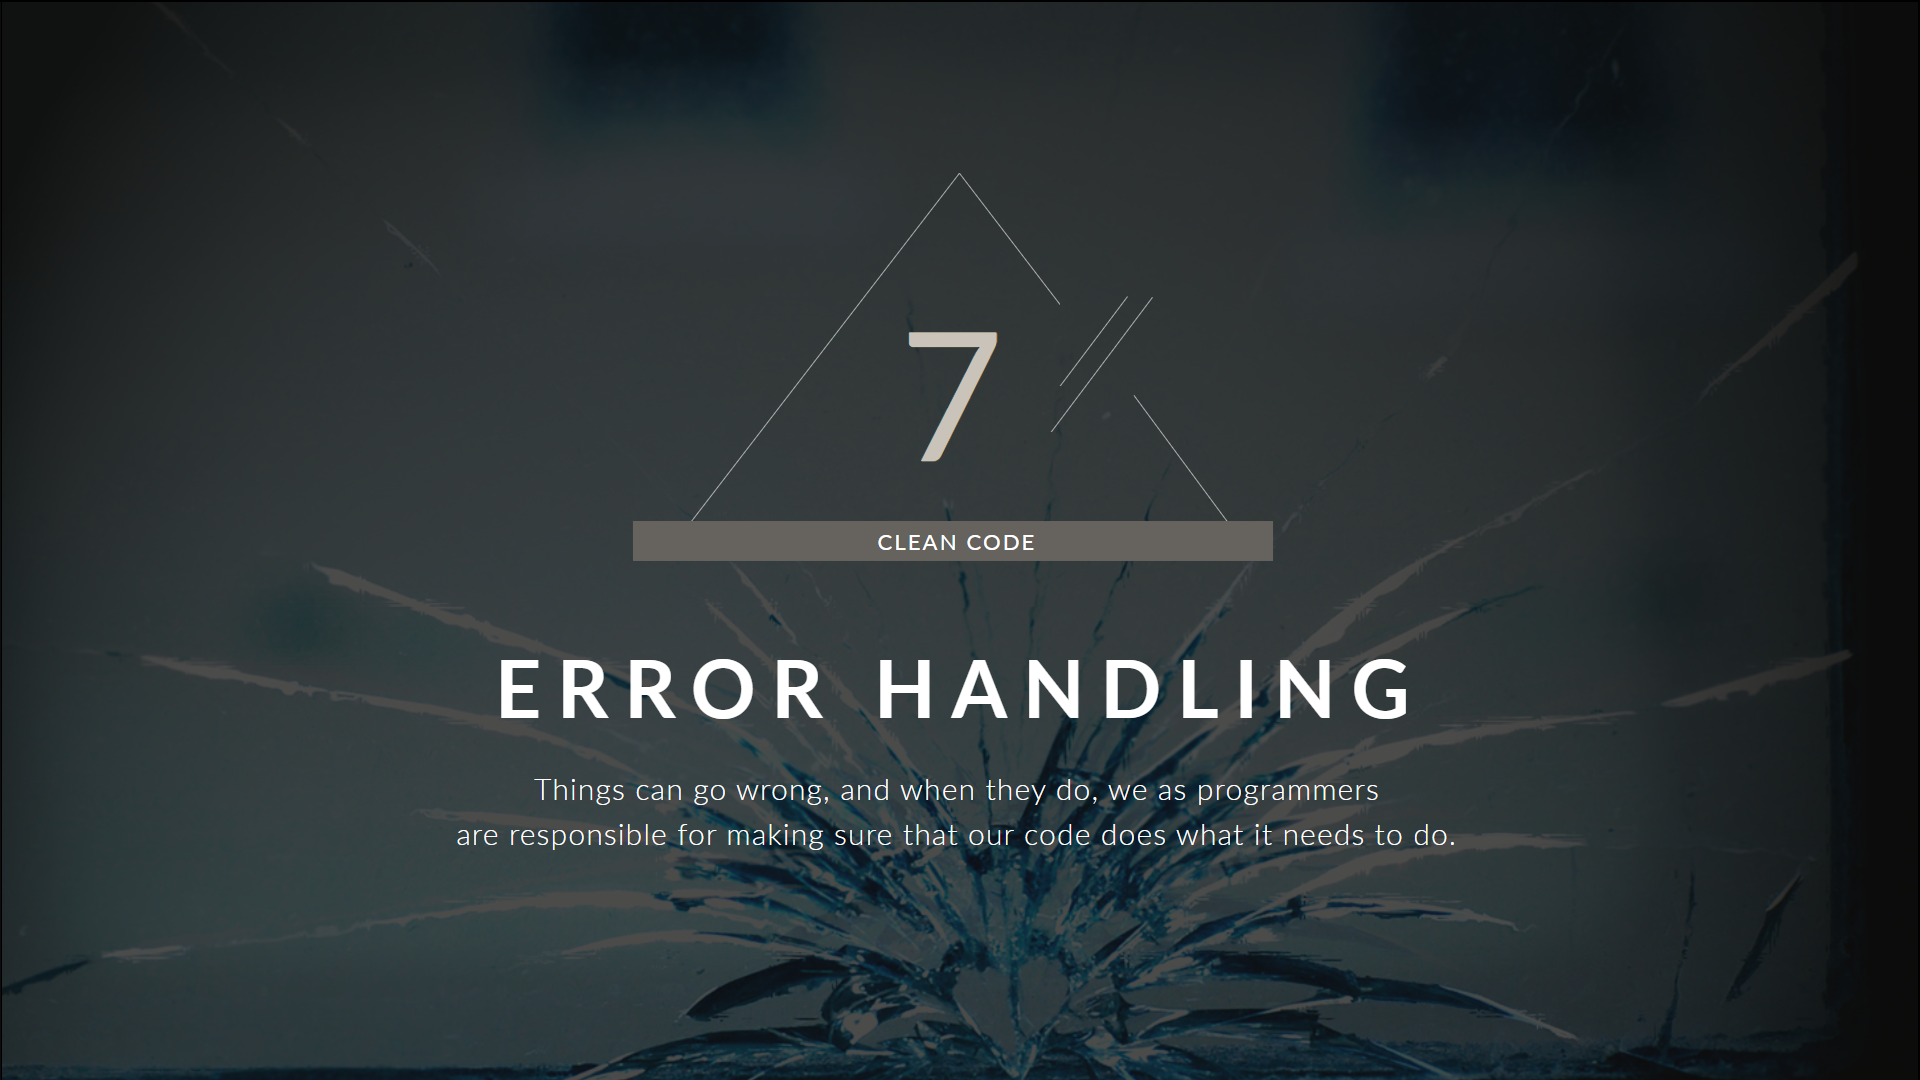 7
CLEAN CODE
ERROR HANDLING
Things can go wrong, and when they do, we as programmers
are responsible for making sure that our code does what it needs to do.